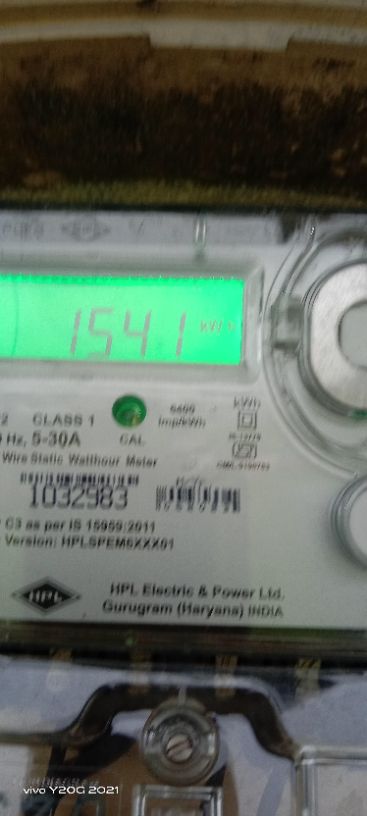 1541 kWh
2 CLASS 1
6400
imp/kWh
kWh
Hz, 5-30A
CAL
Wire Static Watthour Meter
1032983
C3 as per IS 15959:2011
Version: HPLSPEM6XXX01
HPL
HPL Electric & Power Ltd.
Gurugram (Haryana) INDIA
vivo Y20G 2021